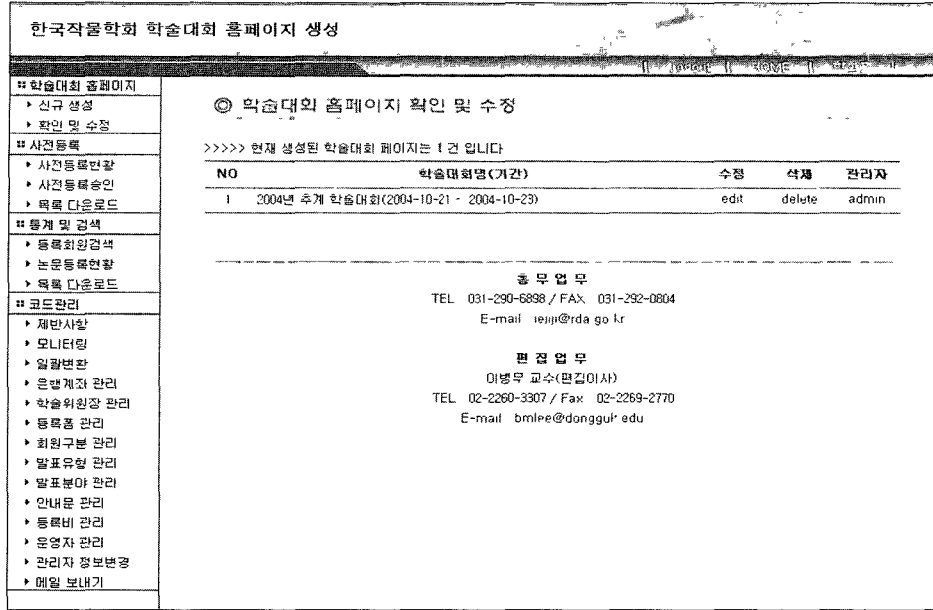 한국작물학회 학술대회 홈페이지 생성
학술대회 홈페이지
신규 생성
확인 및 수정
사전등록
사전등록현황
사전등록승인
목록 다운로드
통계 및 검색
등록회원검색
논문등록현황
목록 다운로드
코드관리
제반사항
모니터링
일괄변환
은행계좌 관리
학술위원장 관리
등록폼 관리
회원구분 관리
발표유형 관리
발표분야 관리
안내문 관리
등록비 관리
운영자 관리
관리자 정보변경
메일 보내기
◎ 학술대회 홈페이지 확인 및 수정
>>>>> 현재 생성된 학술대회 페이지는 1 건 입니다
NO 학술대회명(기간) 수정 삭제 관리자
1 2004년 추계 학술대회(2004-10-21 - 2004-10-23) edit delete admin
총 무 업 무
TEL 031-290-6898 / FAX 031-292-0804
E-mail @rda go kr
편 집 업 무
이병무 교수(편집이사)
TEL 02-2260-3307 / Fax 02-2269-2770
E-mail bmlee@dongguk edu